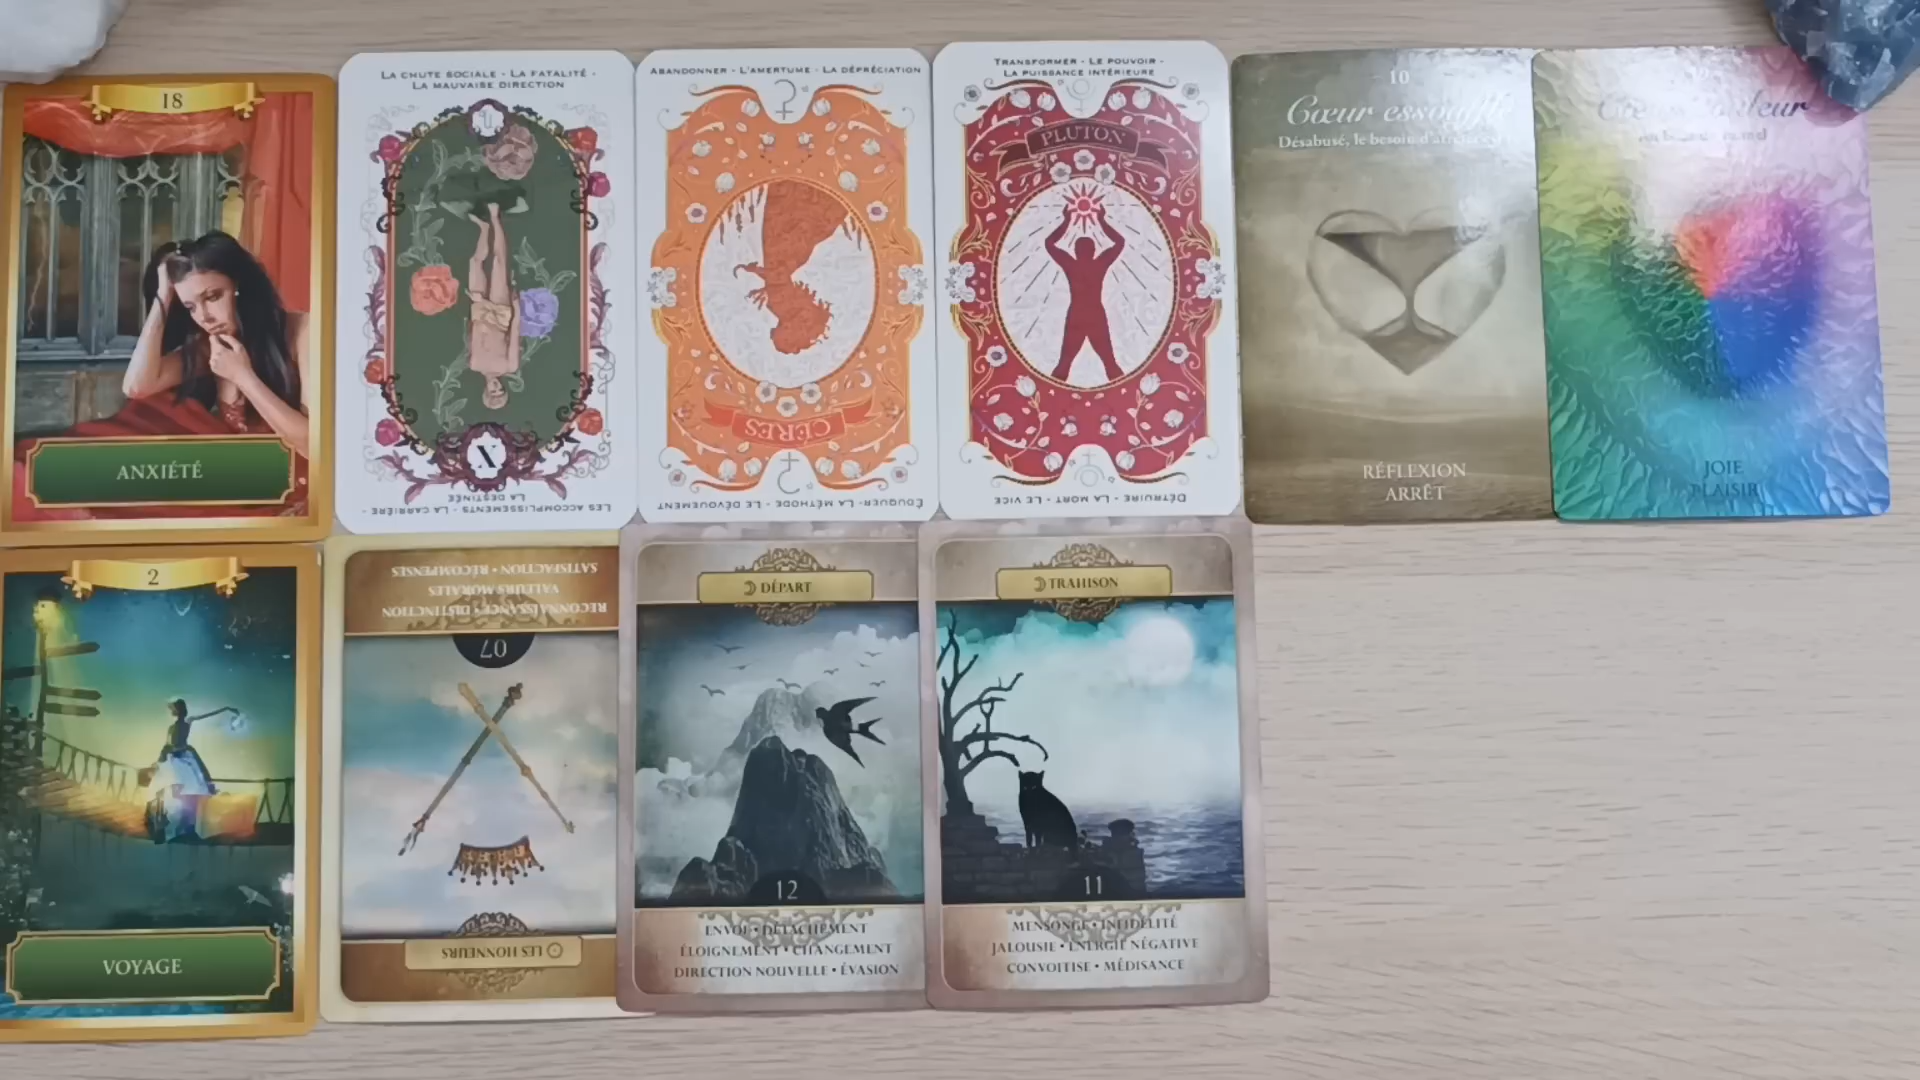 18
ANXIÉTÉ
LA CHUTE SOCIALE - LA FATALITÉ -
LA MAUVAISE DIRECTION
X
LES ACCOMPLISSEMENTS - LA CARRIÈRE -
LA DESTINÉE
ABANDONNER - L'AMERTUME - LA DÉPRÉCIATION
CÉRÈS
ÉDUQUER - LA MÉTHODE - LE DÉVOUEMENT
TRANSFORMER - LE POUVOIR -
LA PUISSANCE INTÉRIEURE
PLUTON
DÉTRUIRE - LA MORT - LE VICE
10
Cœur essoufflé
Désabusé, le besoin
RÉFLEXION
ARRÊT
JOIE
PLAISIR
2
VOYAGE
LES HONNEURS
07
RECONNAISSANCE • DISTINCTION
VALEURS MORALES
SATISFACTION • RÉCOMPENSES
DÉPART
12
ENVOL • DÉTACHEMENT
ÉLOIGNEMENT • CHANGEMENT
DIRECTION NOUVELLE • ÉVASION
TRAHISON
11
MENSONGE • INFIDÉLITÉ
JALOUSIE • ÉNERGIE NÉGATIVE
CONVOITISE • MÉDISANCE